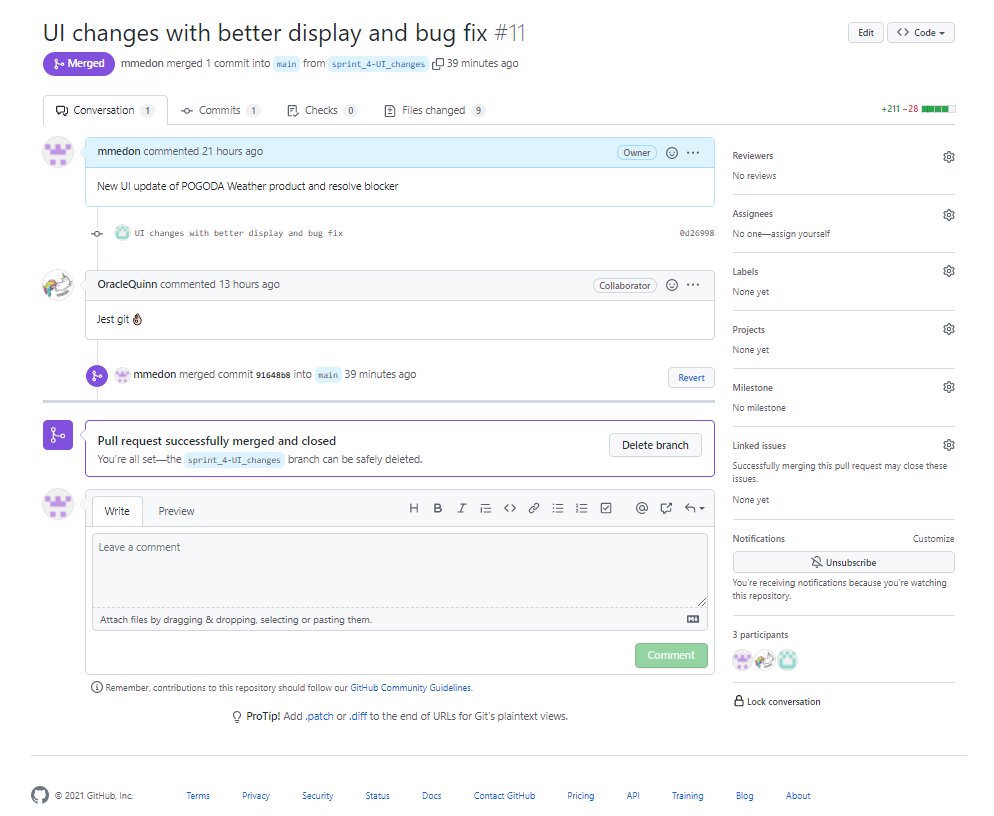 UI changes with better display and bug fix #11
Edit
Code
Merged
mmedon merged 1 commit into main from sprint_4-UI_changes 39 minutes ago
Conversation 1
Commits 1
Checks 0
Files changed 9
+211 −28
mmedon commented 21 hours ago
Owner
New UI update of POGODA Weather product and resolve blocker
UI changes with better display and bug fix
0d26998
OracleQuinn commented 13 hours ago
Collaborator
Jest git
mmedon merged commit 91648b8 into main 39 minutes ago
Revert
Pull request successfully merged and closed
You're all set—the sprint_4-UI_changes branch can be safely deleted.
Delete branch
Write
Preview
Leave a comment
Attach files by dragging & dropping, selecting or pasting them.
Comment
Remember, contributions to this repository should follow our GitHub Community Guidelines.
ProTip! Add .patch or .diff to the end of URLs for Git's plaintext views.
Reviewers
No reviews
Assignees
No one—assign yourself
Labels
None yet
Projects
None yet
Milestone
No milestone
Linked issues
Successfully merging this pull request may close these
issues.
None yet
Notifications
Customize
Unsubscribe
You're receiving notifications because you're watching
this repository.
3 participants
Lock conversation
© 2021 GitHub, Inc.
Terms
Privacy
Security
Status
Docs
Contact GitHub
Pricing
API
Training
Blog
About